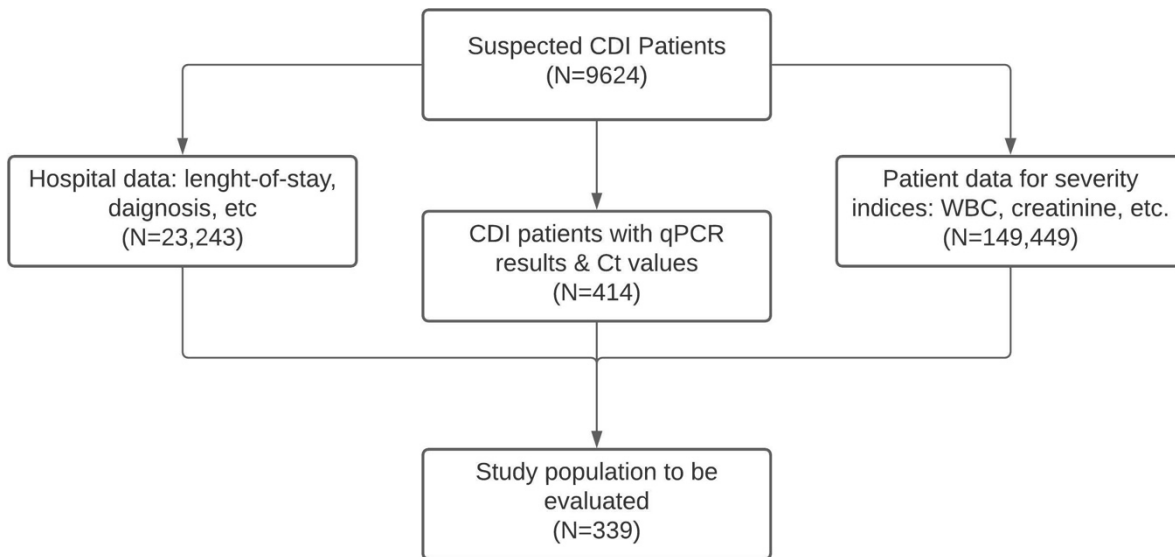 Suspected CDI Patients
(N=9624)
Hospital data: lenght-of-stay,
daignosis, etc
(N=23,243)
CDI patients with qPCR
results & Ct values
(N=414)
Patient data for severity
indices: WBC, creatinine, etc.
(N=149,449)
Study population to be
evaluated
(N=339)